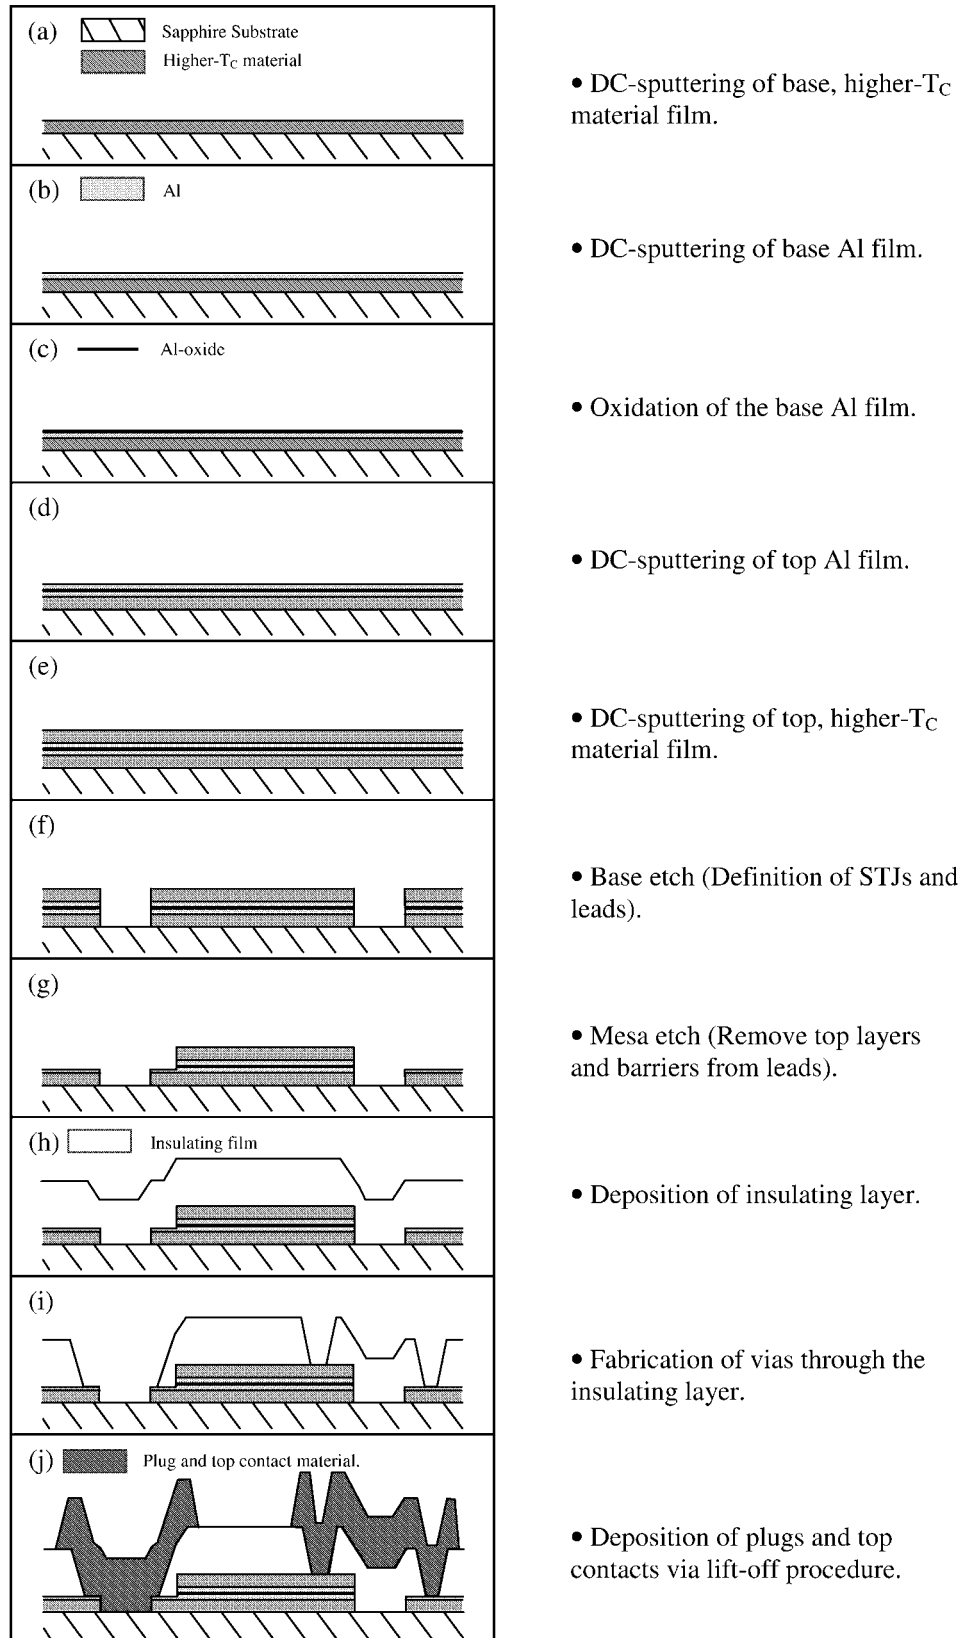 (a) Sapphire Substrate
Higher-TC material
• DC-sputtering of base, higher-TC
material film.
(b) Al
• DC-sputtering of base Al film.
(c) Al-oxide
• Oxidation of the base Al film.
(d)
• DC-sputtering of top Al film.
(e)
• DC-sputtering of top, higher-TC
material film.
(f)
• Base etch (Definition of STJs and
leads).
(g)
• Mesa etch (Remove top layers
and barriers from leads).
(h) Insulating film
• Deposition of insulating layer.
(i)
• Fabrication of vias through the
insulating layer.
(j) Plug and top contact material.
• Deposition of plugs and top
contacts via lift-off procedure.